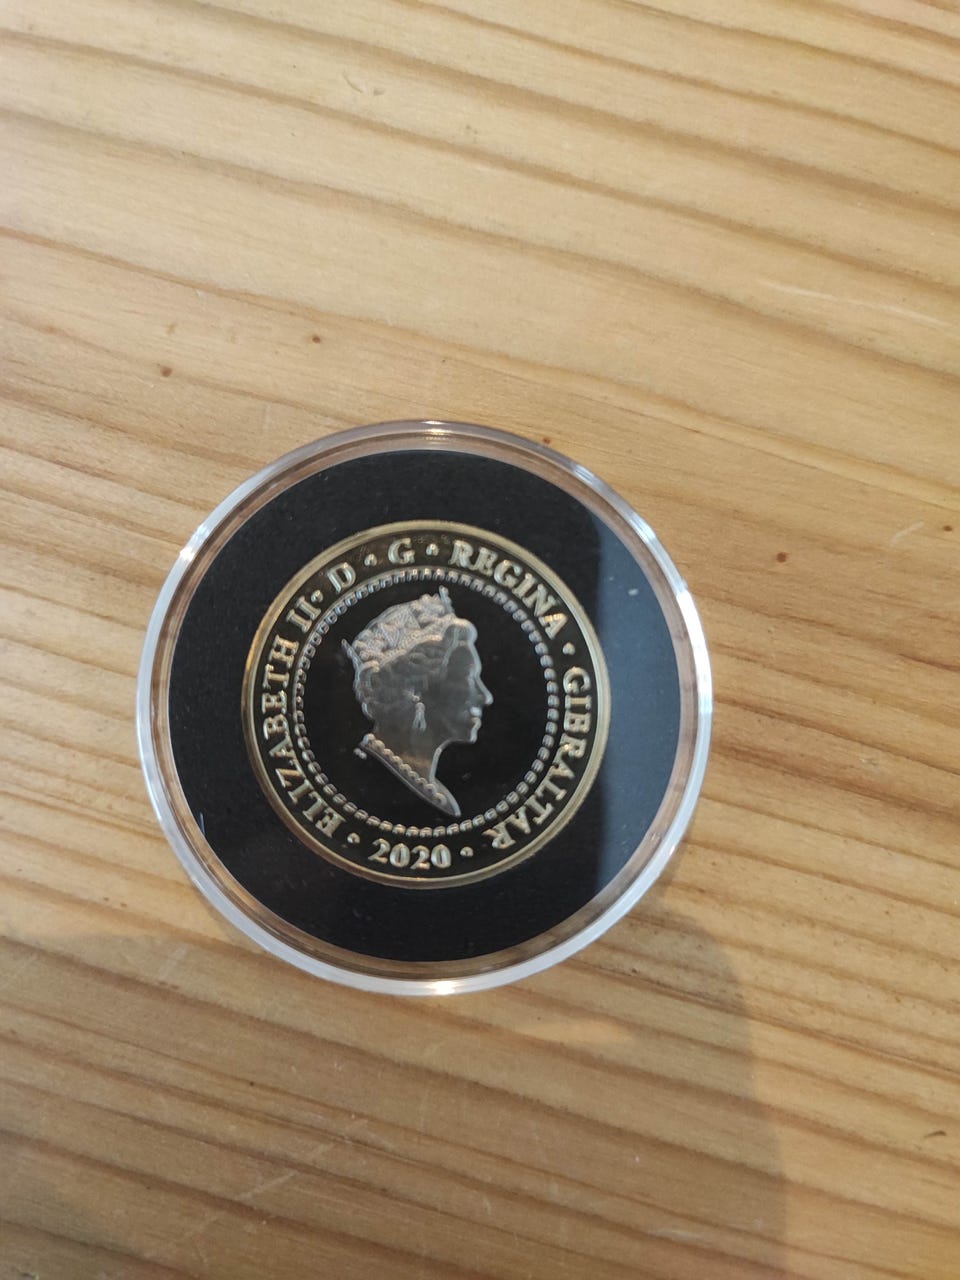 ELIZABETH II • D • G • REGINA • GIBRALTAR
• 2020 •